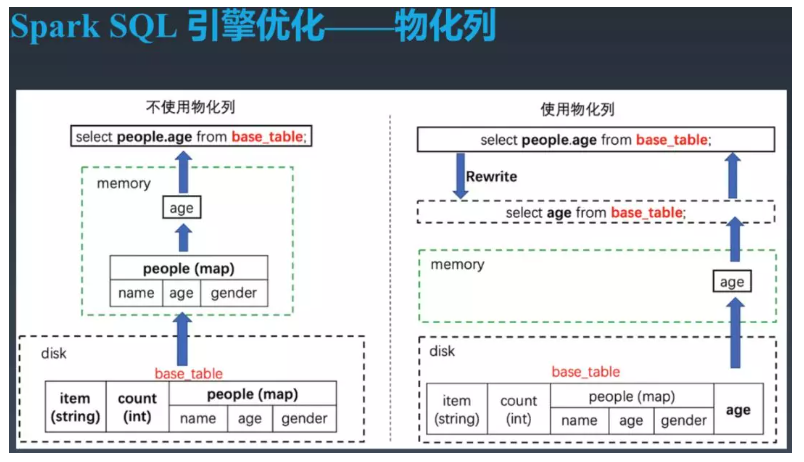 Spark SQL 引擎优化——物化列
不使用物化列
select people.age from base_table;
memory
age
people (map)
name age gender
disk
base_table
item (string) count (int) people (map)
name age gender
使用物化列
select people.age from base_table;
Rewrite
select age from base_table;
memory
age
disk
base_table
item (string) count (int) people (map) age
name age gender